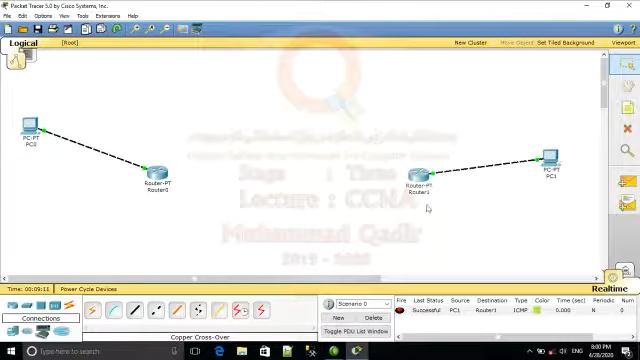 Packet Tracer 5.0 by Cisco Systems, Inc.
File Edit Options View Tools Extensions Help
Logical [Root] New Cluster Move Object Set Tiled Background Viewport
PC-PT
PC0
Router-PT
Router0
Router-PT
Router1
PC-PT
PC1
Stage : Three
Lecture : CCNA
Muhammad Qadir
2019 - 2020
Time: 00:09:11 Power Cycle Devices Realtime
Scenario 0
New Delete
Toggle PDU List Window
Fire Last Status Source Destination Type Color Time (sec) Periodic Num
Successful PC1 Router1 ICMP 0.000 N 0
Connections
Copper Cross-Over
Type here to search
ENG
8:00 PM
4/28/2020